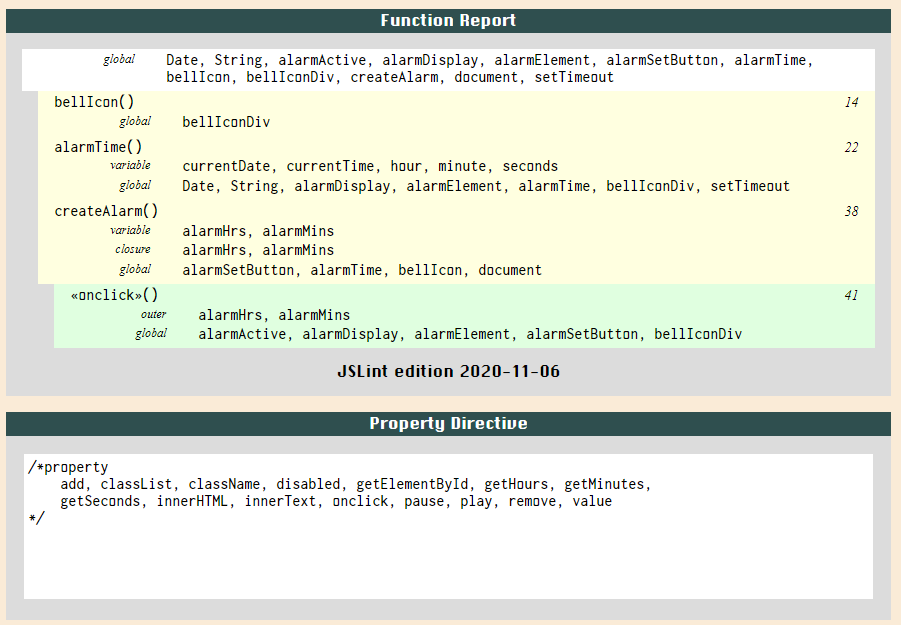 Function Report
global Date, String, alarmActive, alarmDisplay, alarmElement, alarmSetButton, alarmTime,
bellIcon, bellIconDiv, createAlarm, document, setTimeout
bellIcon() 14
global bellIconDiv
alarmTime() 22
variable currentDate, currentTime, hour, minute, seconds
global Date, String, alarmDisplay, alarmElement, alarmTime, bellIconDiv, setTimeout
createAlarm() 38
variable alarmHrs, alarmMins
closure alarmHrs, alarmMins
global alarmSetButton, alarmTime, bellIcon, document
«onclick»() 41
outer alarmHrs, alarmMins
global alarmActive, alarmDisplay, alarmElement, alarmSetButton, bellIconDiv
JSLint edition 2020-11-06
Property Directive
/*property
add, classList, className, disabled, getElementById, getHours, getMinutes,
getSeconds, innerHTML, innerText, onclick, pause, play, remove, value
*/